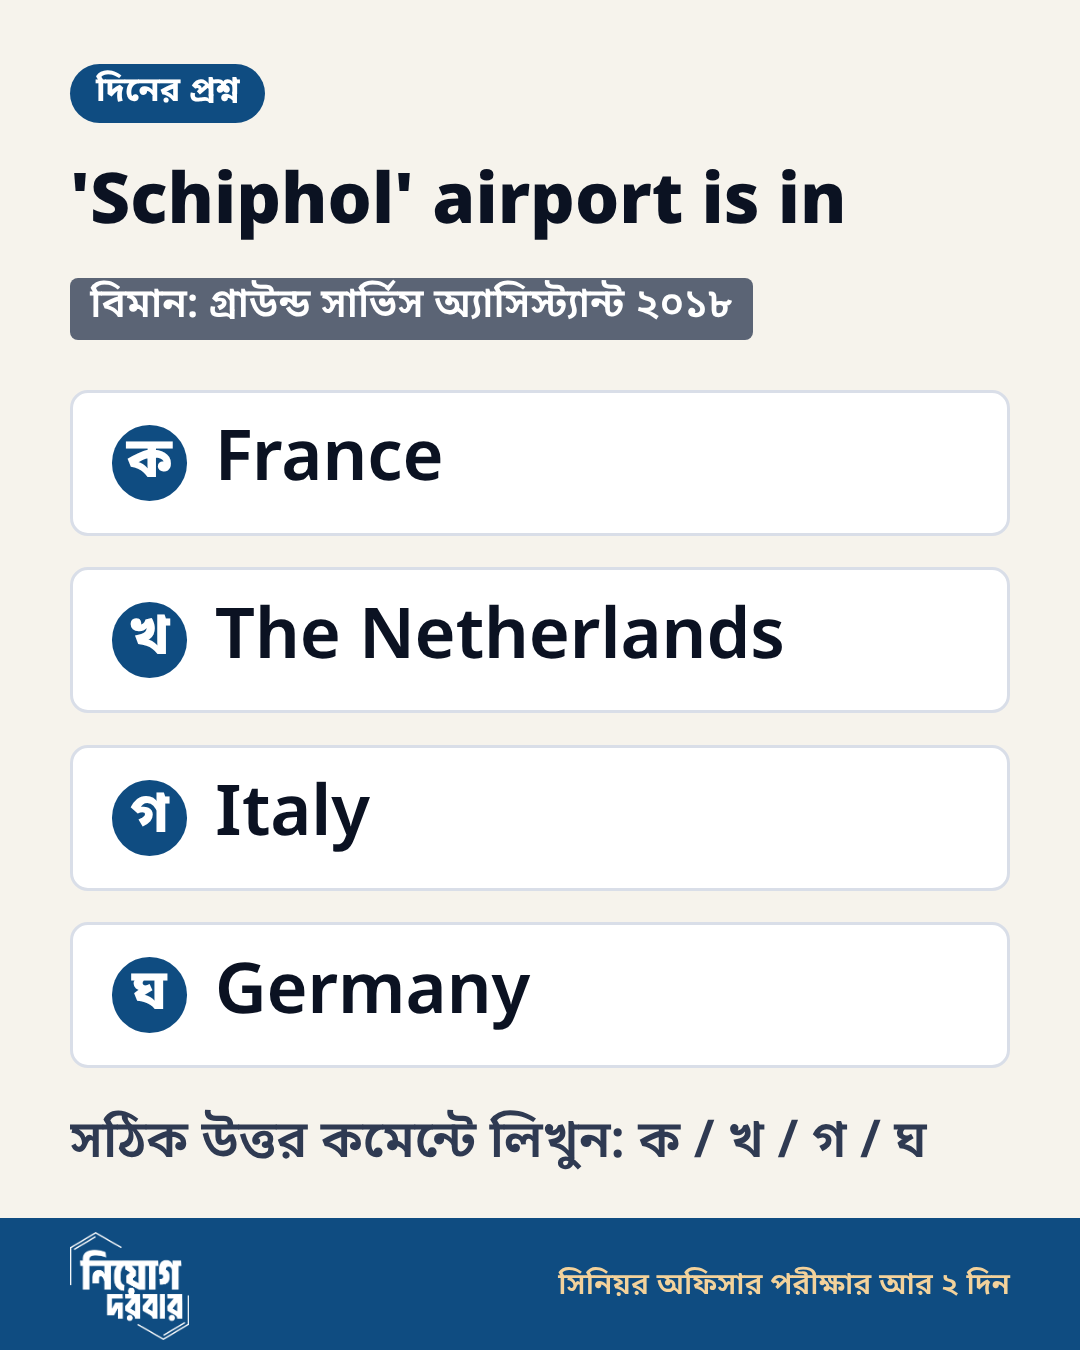 দিনের প্রশ্ন
'Schiphol' airport is in
বিমান: গ্রাউন্ড সার্ভিস অ্যাসিস্ট্যান্ট ২০১৮
ক France
খ The Netherlands
গ Italy
ঘ Germany
সঠিক উত্তর কমেন্টে লিখুন: ক / খ / গ / ঘ
নিয়োগ
দরবার
সিনিয়র অফিসার পরীক্ষার আর ২ দিন